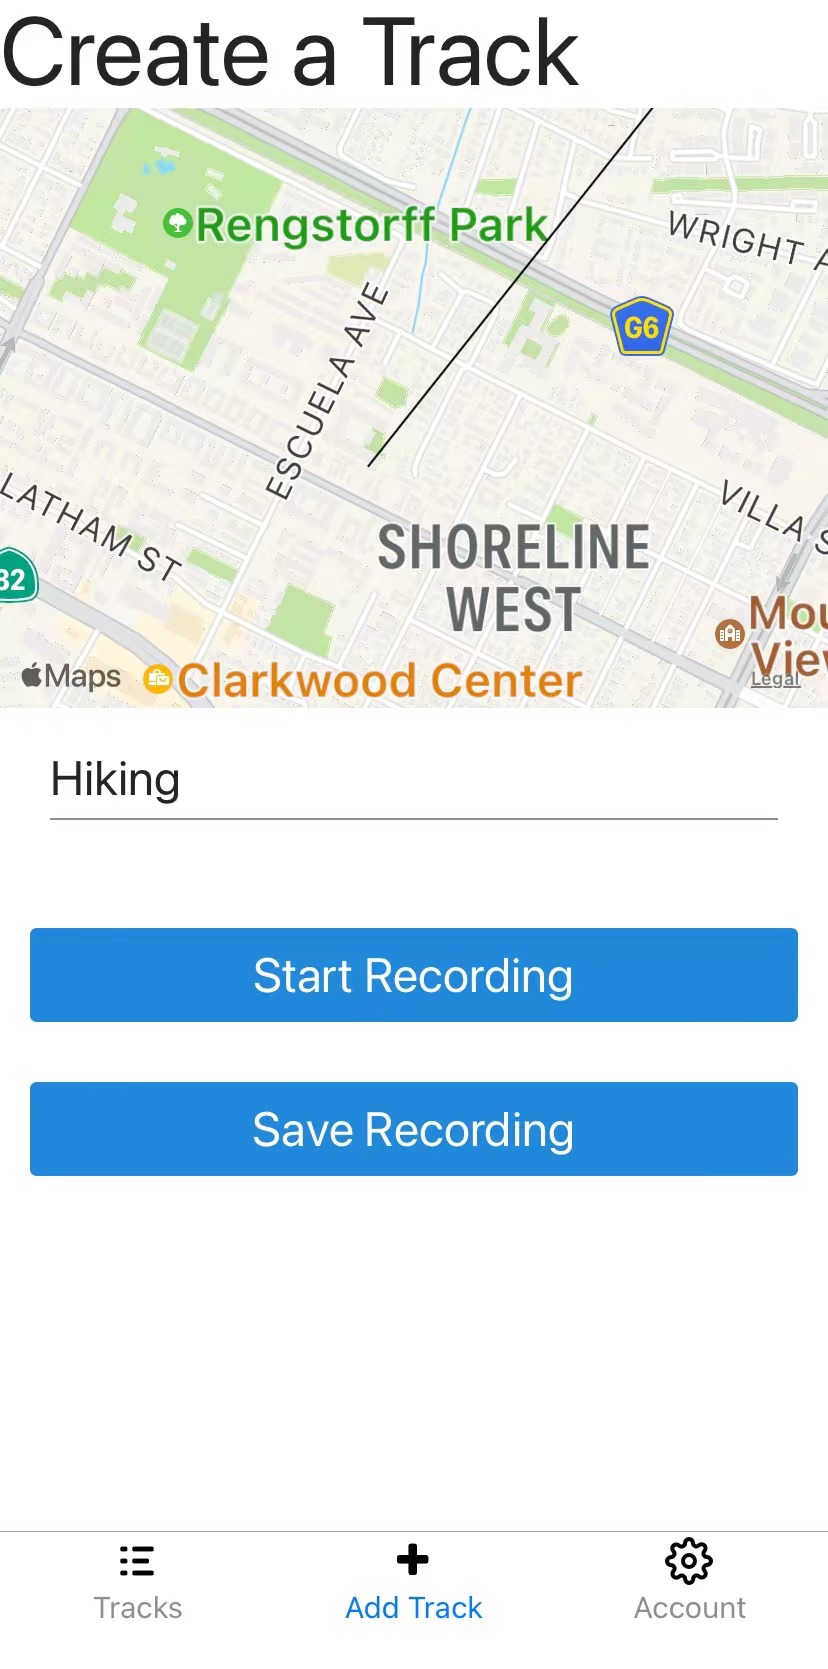 Create a Track
Rengstorff Park
WRIGHT A
G6
ESCUELA AVE
LATHAM ST
VILLA S
SHORELINE
WEST
82
Mou
View
Maps
Clarkwood Center
Legal
Hiking
Start Recording
Save Recording
Tracks
Add Track
Account